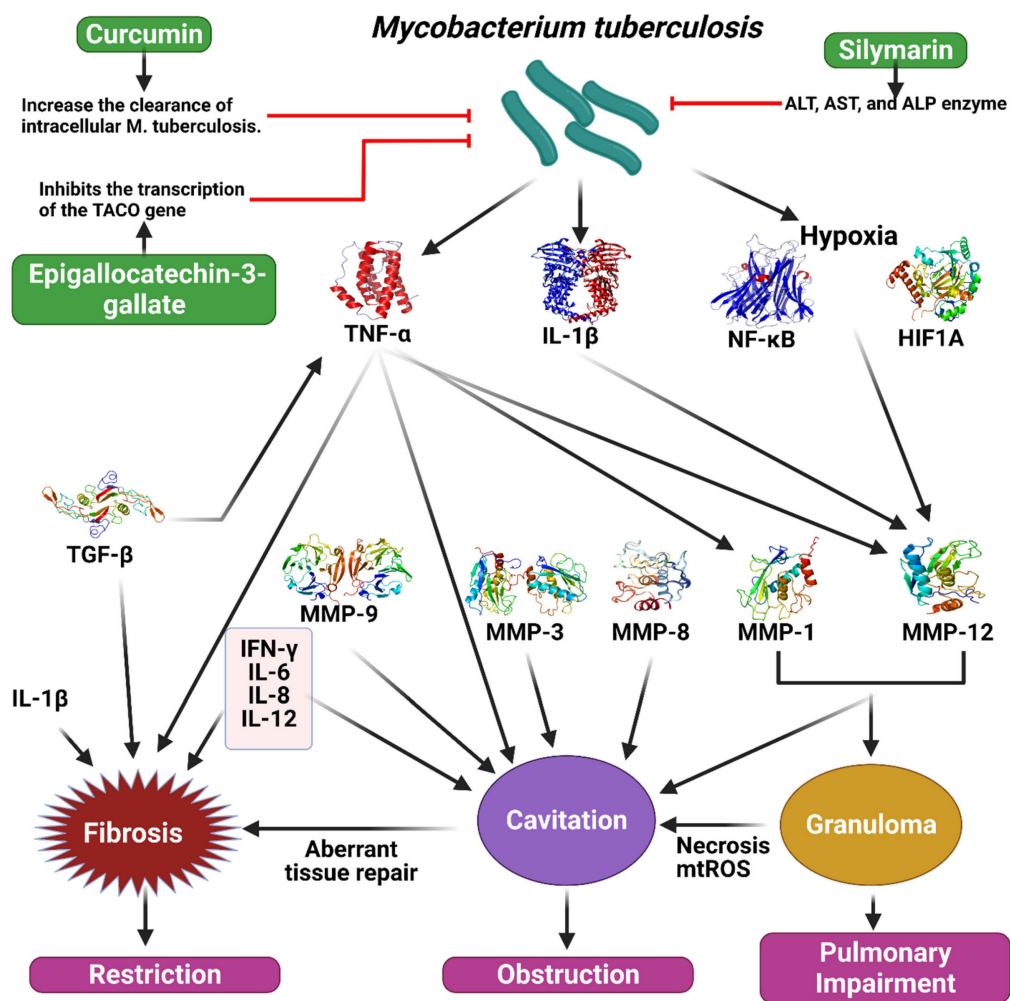 Curcumin
Mycobacterium tuberculosis
Silymarin
Increase the clearance of
intracellular M. tuberculosis.
ALT, AST, and ALP enzyme
Inhibits the transcription
of the TACO gene
Epigallocatechin-3-
gallate
Hypoxia
TNF-α
IL-1β
NF-κB
HIF1A
TGF-β
MMP-9
MMP-3
MMP-8
MMP-1
MMP-12
IFN-γ
IL-6
IL-8
IL-12
IL-1β
Fibrosis
Aberrant
tissue repair
Cavitation
Necrosis
mtROS
Granuloma
Restriction
Obstruction
Pulmonary
Impairment